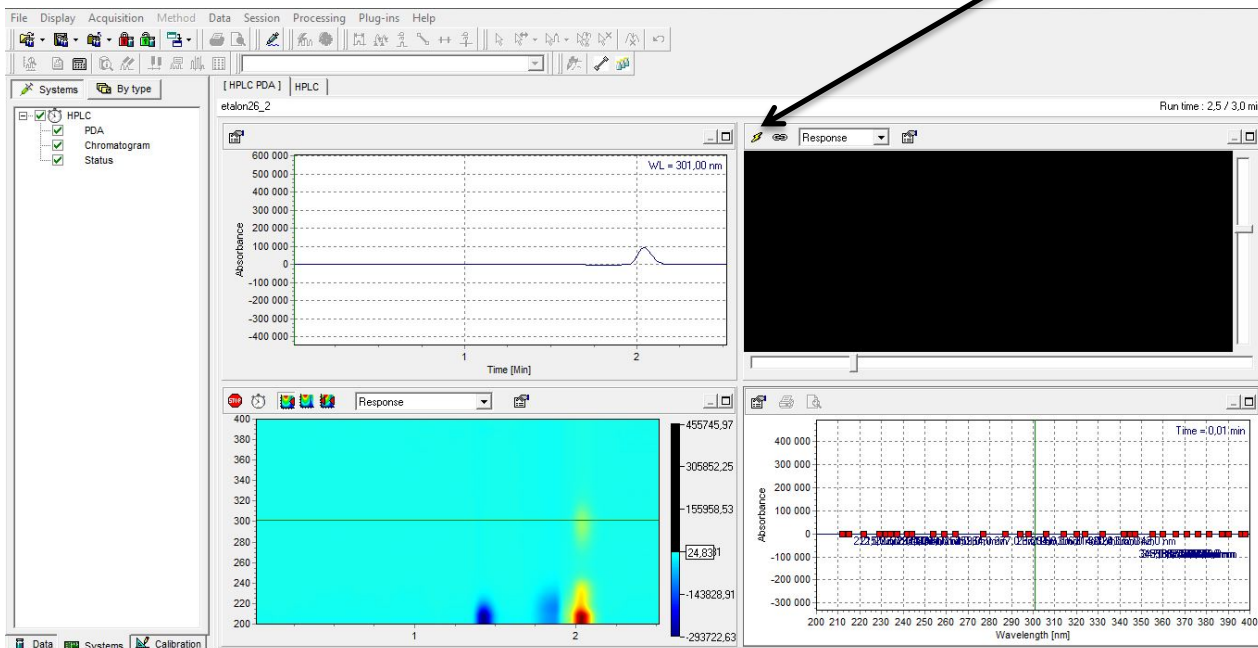 File Display Acquisition Method Data Session Processing Plug-ins Help
Systems By type
[ HPLC PDA ] HPLC
etalon26_2 Run time : 2,5 / 3,0 mi
HPLC
PDA
Chromatogram
Status
Response
WL = 301,00 nm
600 000
500 000
400 000
300 000
200 000
100 000
0
-100 000
-200 000
-300 000
-400 000
Absorbance
1 2
Time [Min]
STOP Response
400
380
360
340
320
300
280
260
240
220
200
1 2
455745,97
305852,25
155958,53
-143828,91
-293722,63
Time = 0,01 min
400 000
300 000
200 000
100 000
0
-100 000
-200 000
-300 000
Absorbance
200 210 220 230 240 250 260 270 280 290 300 310 320 330 340 350 360 370 380 390 400
Wavelength [nm]
Data Systems Calibration